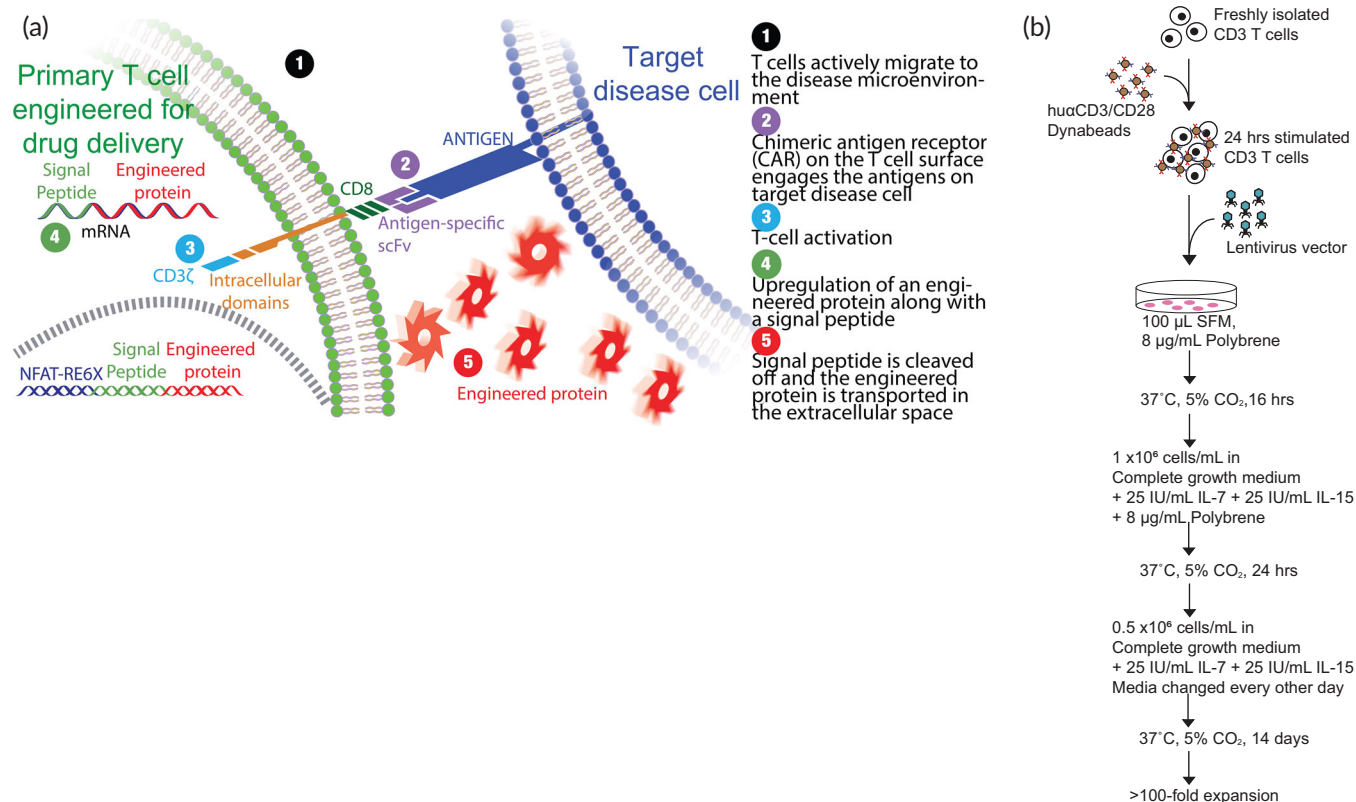 (a)
Primary T cell
engineered for
drug delivery
Signal
Peptide
Engineered
protein
4
mRNA
3
CD3ζ
Intracellular
domains
NFAT-RE6X
Signal
Peptide
Engineered
protein
1
2
CD8
ANTIGEN
Antigen-specific
scFv
Target
disease cell
5
Engineered protein
1
T cells actively migrate to
the disease microenviron-
ment
2
Chimeric antigen receptor
(CAR) on the T cell surface
engages the antigens on
target disease cell
3
T-cell activation
4
Upregulation of an engi-
neered protein along with
a signal peptide
5
Signal peptide is cleaved
off and the engineered
protein is transported in
the extracellular space
(b)
Freshly isolated
CD3 T cells
huαCD3/CD28
Dynabeads
24 hrs stimulated
CD3 T cells
Lentivirus vector
100 µL SFM,
8 µg/mL Polybrene
37°C, 5% CO₂,16 hrs
1 x10⁶ cells/mL in
Complete growth medium
+ 25 IU/mL IL-7 + 25 IU/mL IL-15
+ 8 µg/mL Polybrene
37°C, 5% CO₂, 24 hrs
0.5 x10⁶ cells/mL in
Complete growth medium
+ 25 IU/mL IL-7 + 25 IU/mL IL-15
Media changed every other day
37°C, 5% CO₂, 14 days
>100-fold expansion